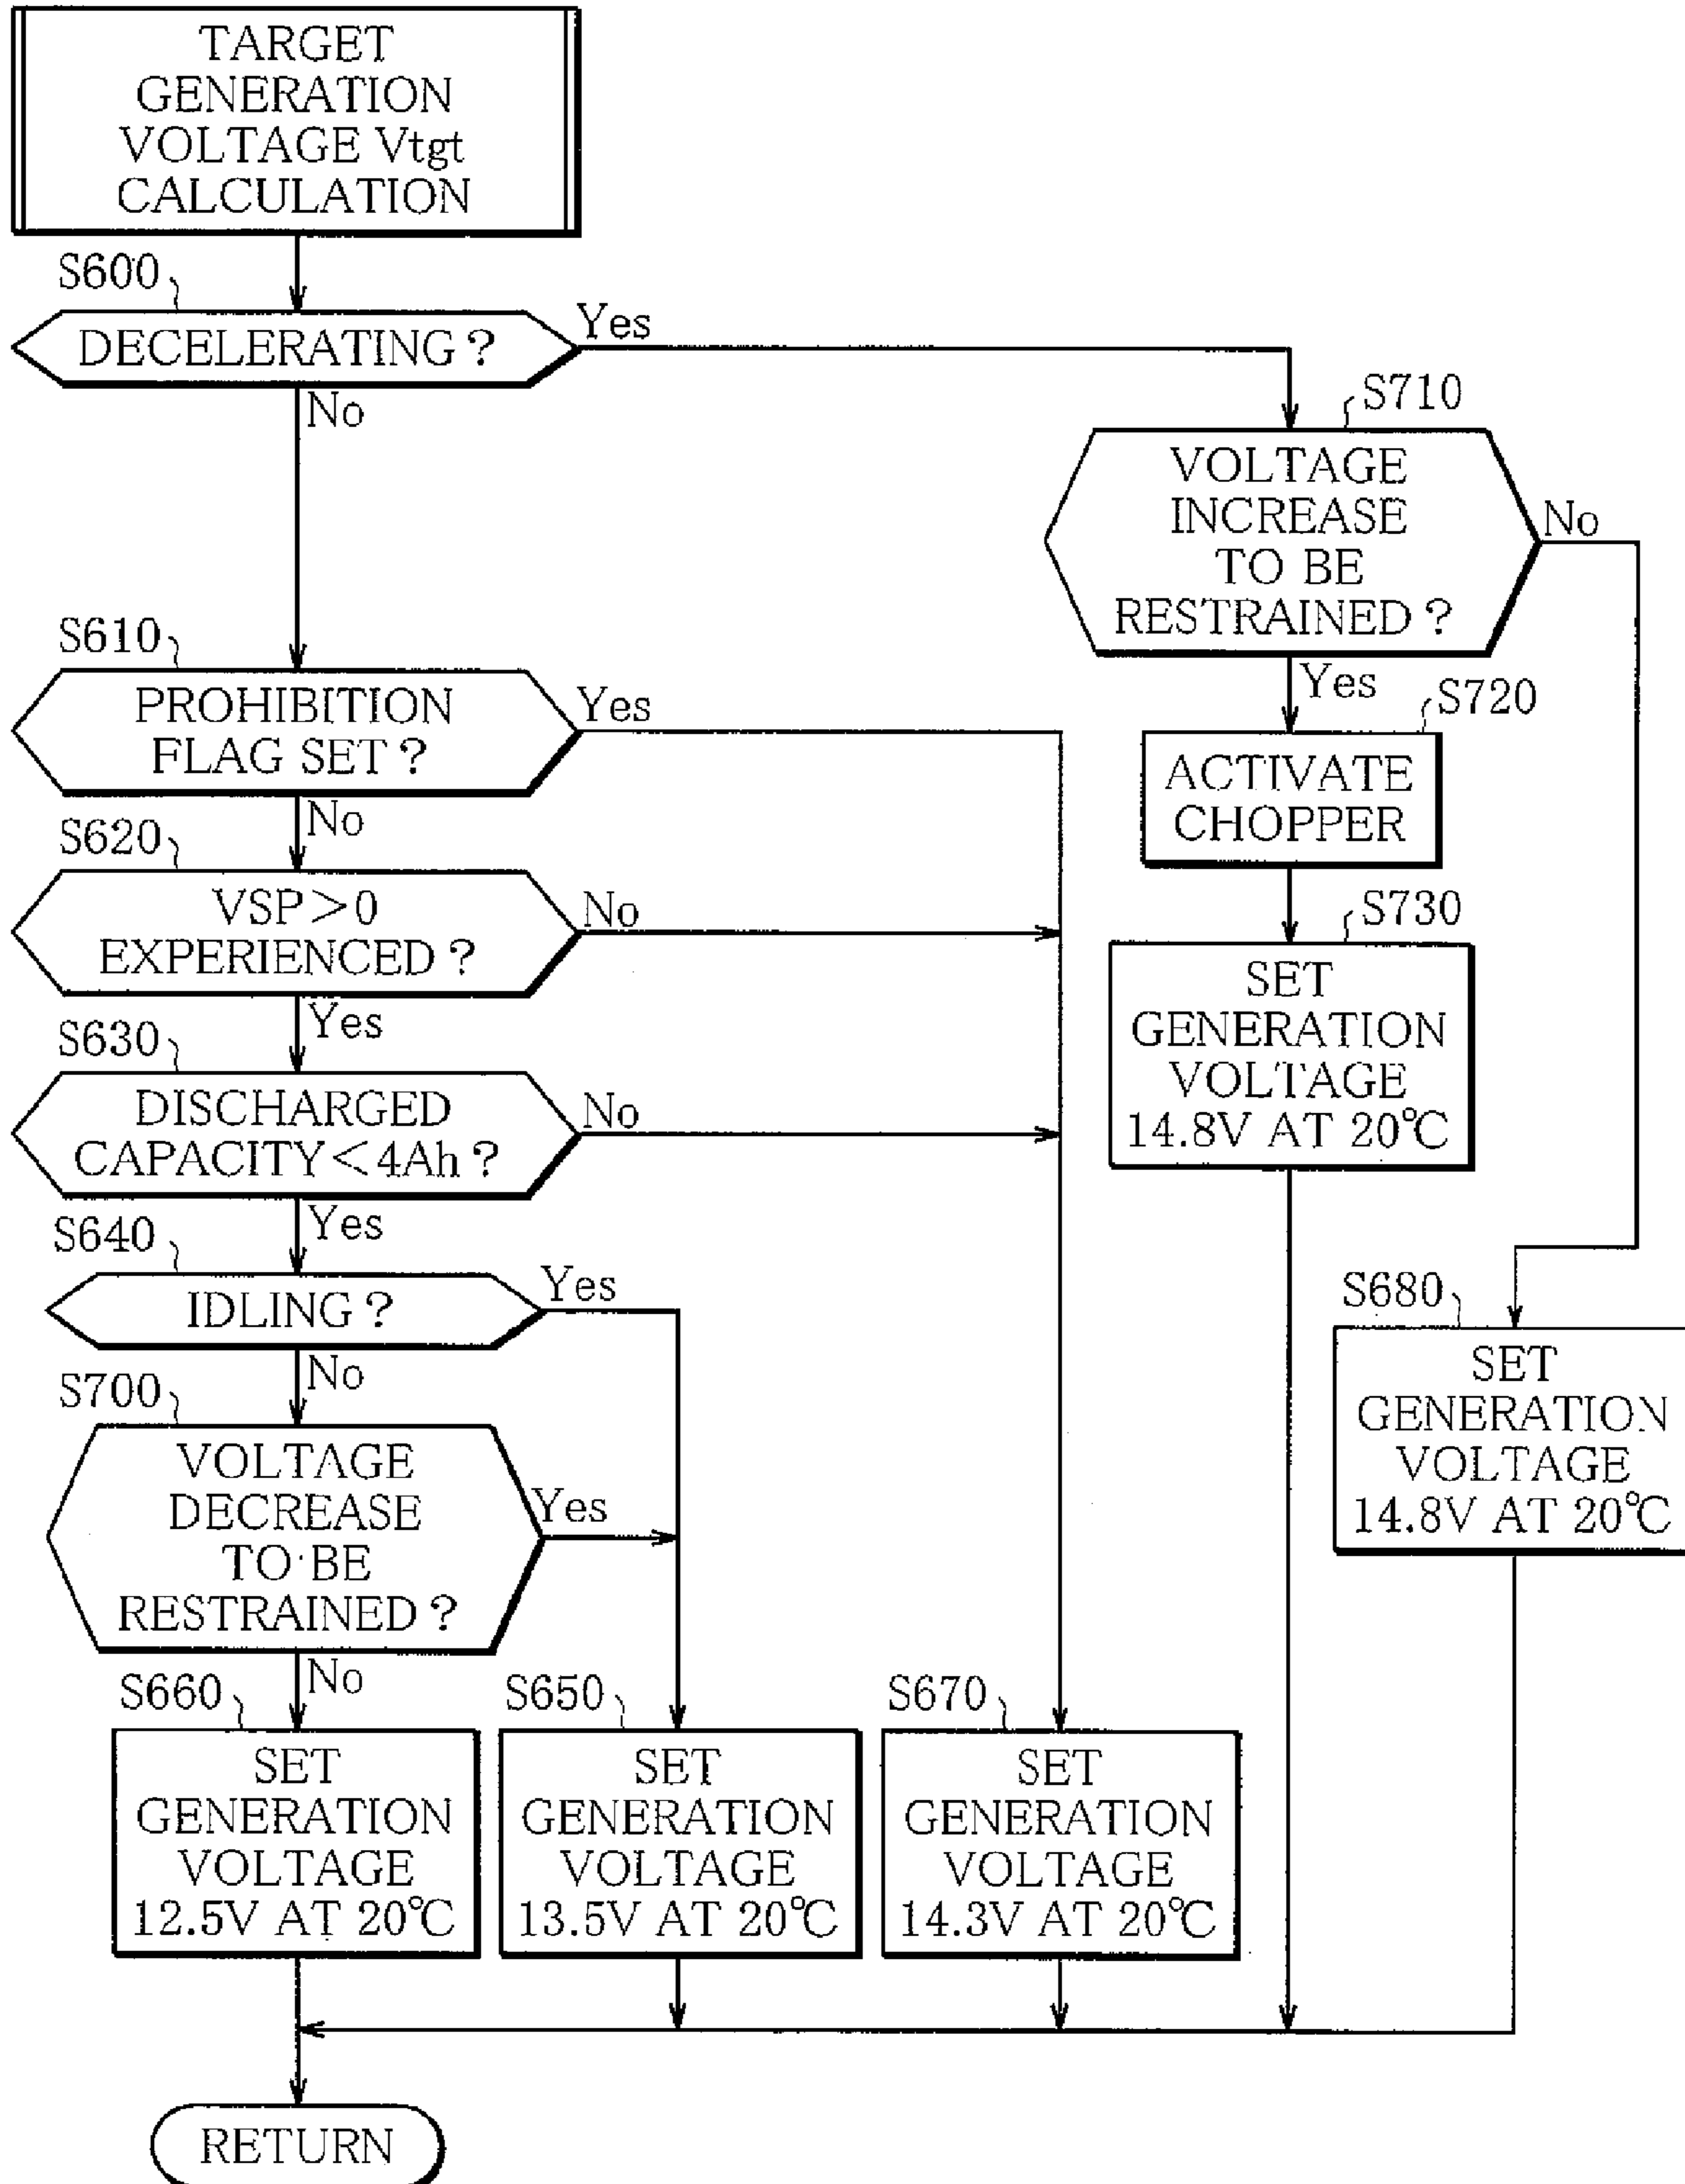 TARGET
GENERATION
VOLTAGE Vtgt
CALCULATION
S600
DECELERATING?
Yes
No
S710
VOLTAGE
INCREASE
TO BE
RESTRAINED?
No
Yes
S610
PROHIBITION
FLAG SET?
Yes
No
S720
ACTIVATE
CHOPPER
S620
VSP>0
EXPERIENCED?
No
Yes
S730
SET
GENERATION
VOLTAGE
14.8V AT 20℃
S630
DISCHARGED
CAPACITY<4Ah?
No
Yes
S640
IDLING?
Yes
No
S680
SET
GENERATION
VOLTAGE
14.8V AT 20℃
S700
VOLTAGE
DECREASE
TO BE
RESTRAINED?
Yes
No
S660
SET
GENERATION
VOLTAGE
12.5V AT 20℃
S650
SET
GENERATION
VOLTAGE
13.5V AT 20℃
S670
SET
GENERATION
VOLTAGE
14.3V AT 20℃
RETURN